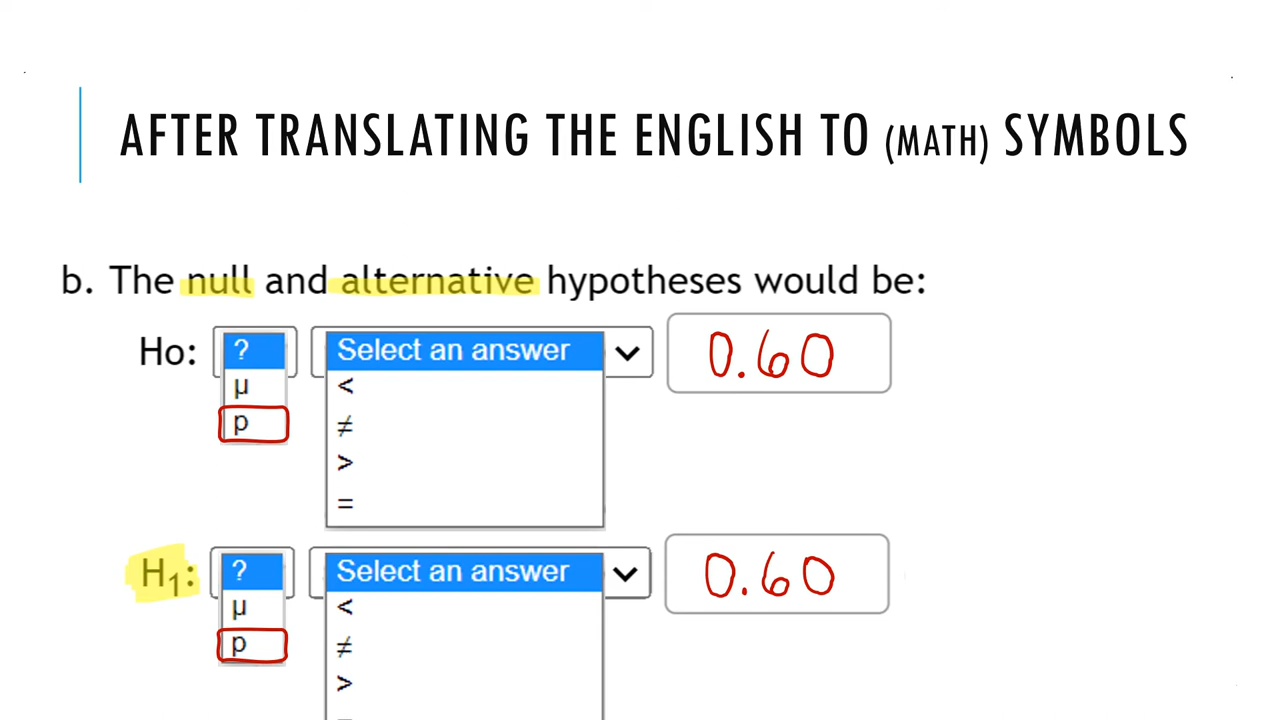 AFTER TRANSLATING THE ENGLISH TO (MATH) SYMBOLS
b. The null and alternative hypotheses would be:
Ho: ? Select an answer 0.60
μ <
p ≠
>
=
H1: ? Select an answer 0.60
μ <
p ≠
>